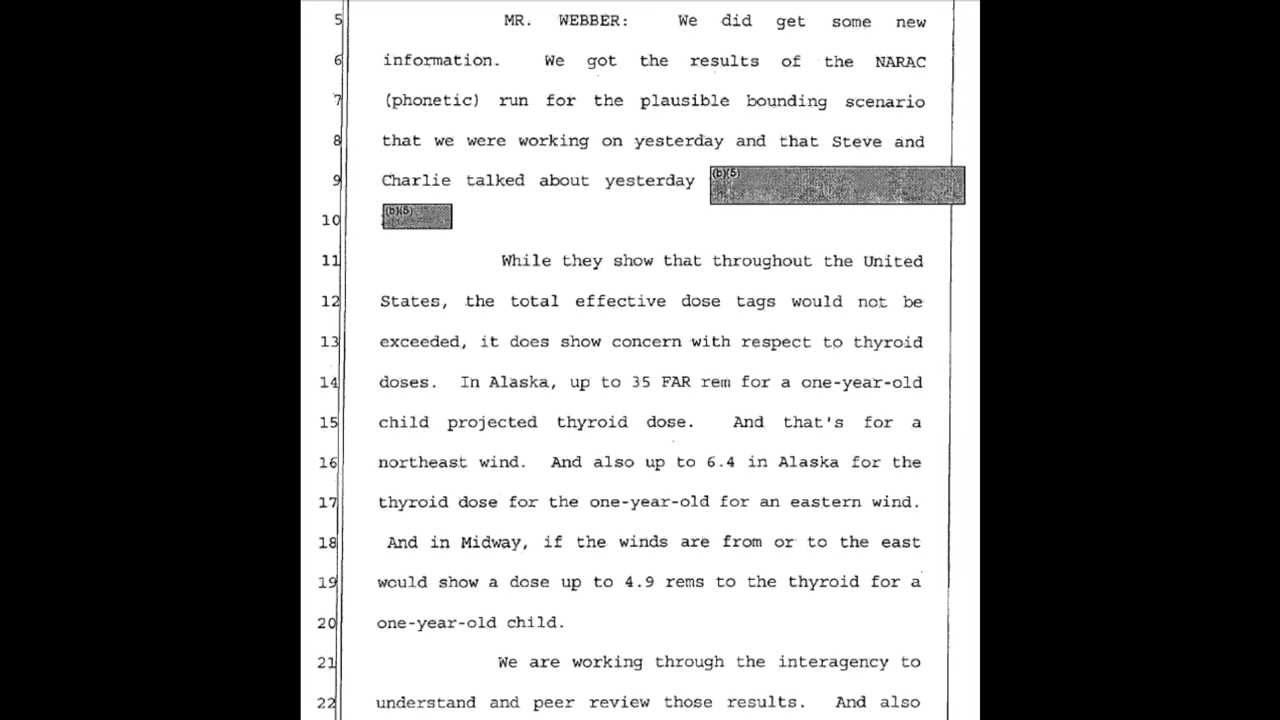 5 MR. WEBBER: We did get some new
6 information. We got the results of the NARAC
7 (phonetic) run for the plausible bounding scenario
8 that we were working on yesterday and that Steve and
9 Charlie talked about yesterday (b)(5)
10 (b)(5)
11 While they show that throughout the United
12 States, the total effective dose tags would not be
13 exceeded, it does show concern with respect to thyroid
14 doses. In Alaska, up to 35 FAR rem for a one-year-old
15 child projected thyroid dose. And that's for a
16 northeast wind. And also up to 6.4 in Alaska for the
17 thyroid dose for the one-year-old for an eastern wind.
18 And in Midway, if the winds are from or to the east
19 would show a dose up to 4.9 rems to the thyroid for a
20 one-year-old child.
21 We are working through the interagency to
22 understand and peer review those results. And also